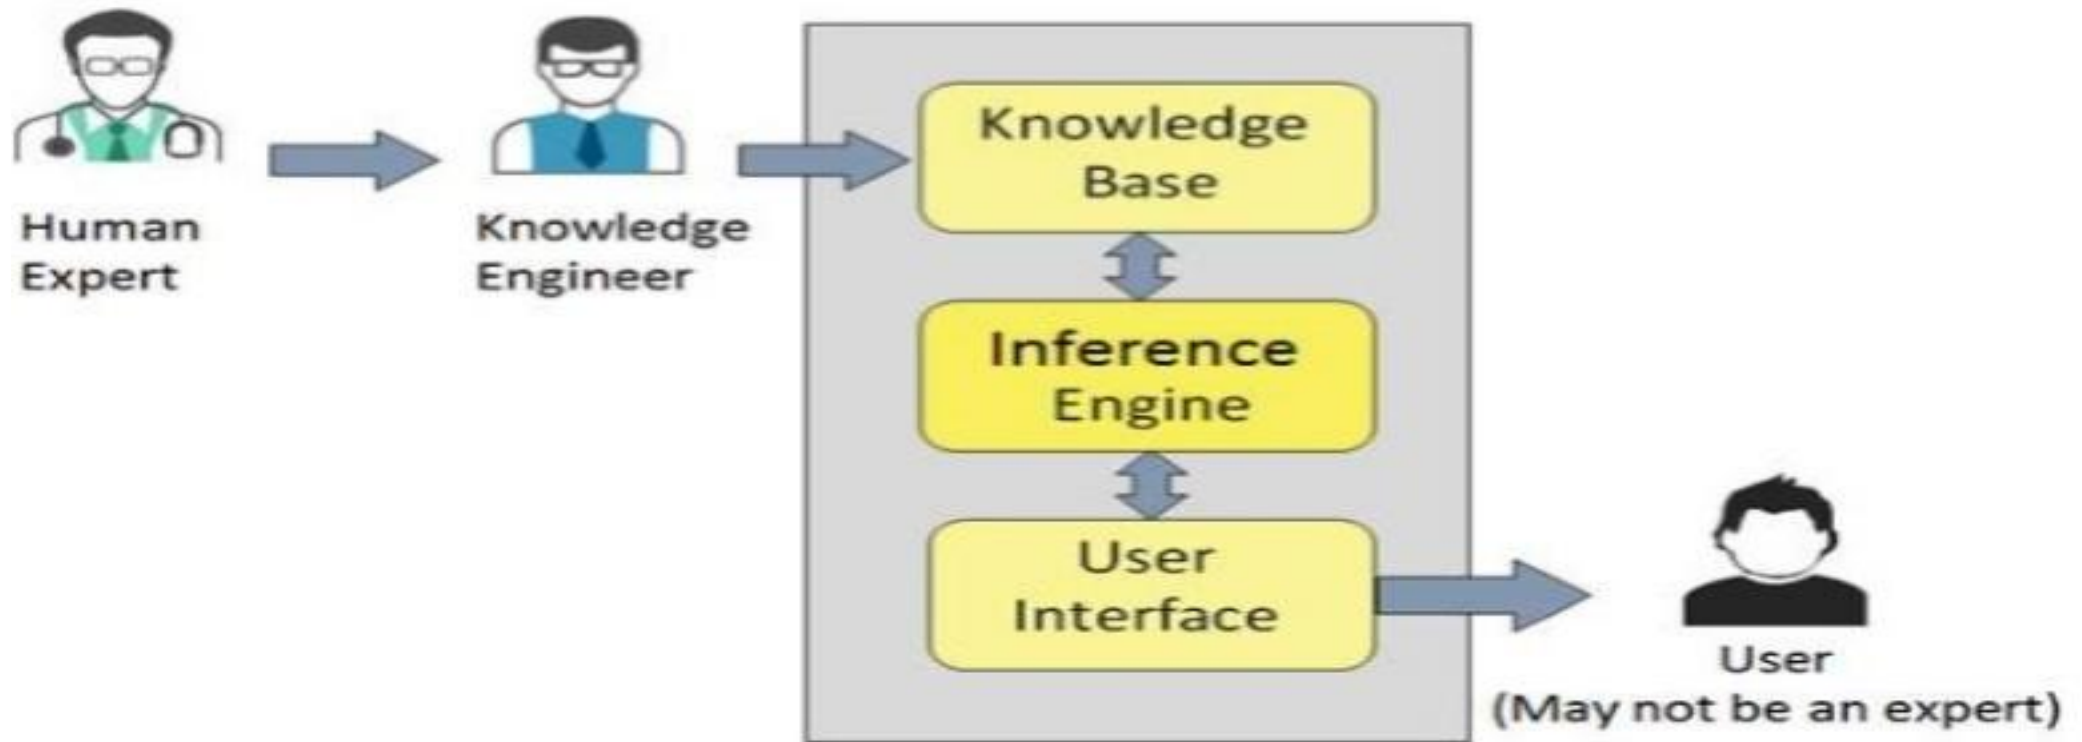 Human
Expert
Knowledge
Engineer
Knowledge
Base
Inference
Engine
User
Interface
User
(May not be an expert)